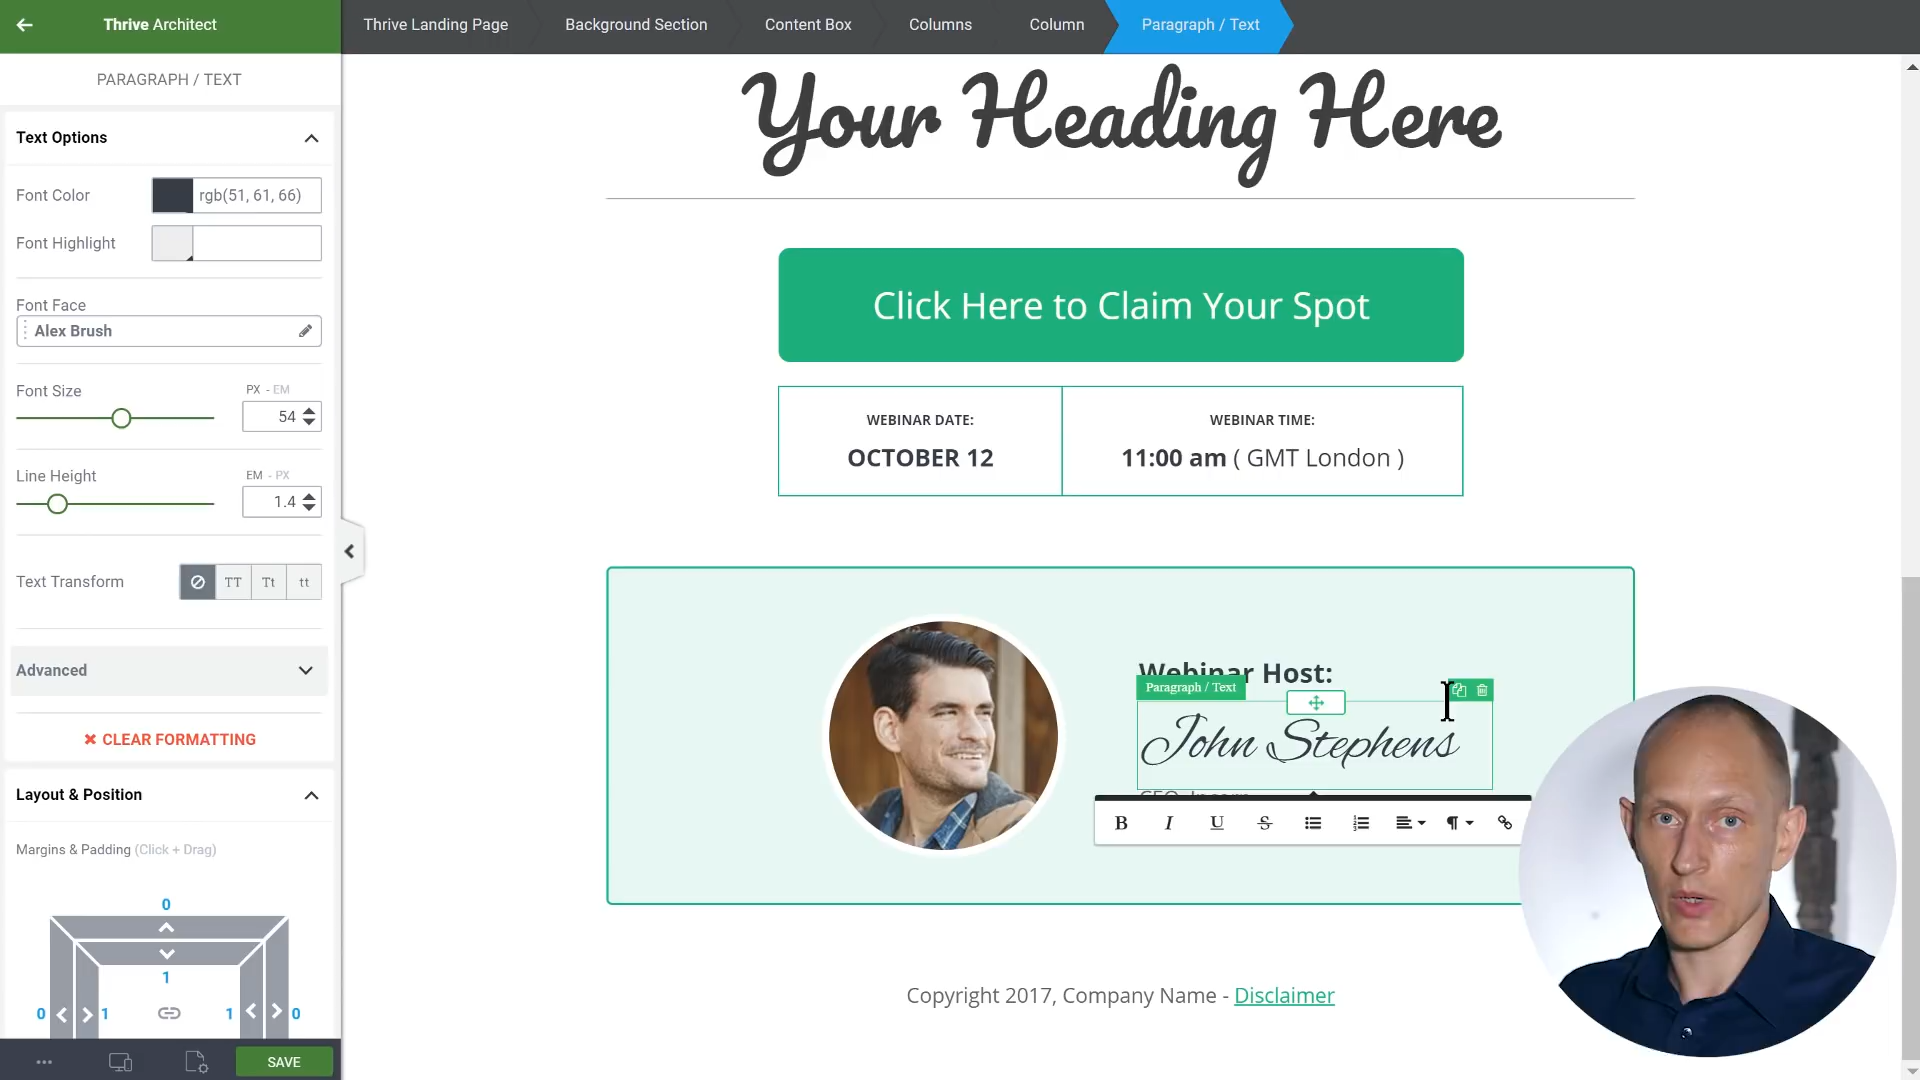 Thrive Architect
Thrive Landing Page
Background Section
Content Box
Columns
Column
Paragraph / Text
PARAGRAPH / TEXT
Text Options
Font Color
rgb(51, 61, 66)
Font Highlight
Font Face
Alex Brush
Font Size
PX - EM
54
Line Height
EM - PX
1.4
Text Transform
TT
Tt
tt
Advanced
CLEAR FORMATTING
Layout & Position
Margins & Padding (Click + Drag)
0
1
0
1
1
0
SAVE
Your Heading Here
Click Here to Claim Your Spot
WEBINAR DATE:
OCTOBER 12
WEBINAR TIME:
11:00 am ( GMT London )
Webinar Host:
Paragraph / Text
John Stephens
B I U S
Copyright 2017, Company Name - Disclaimer